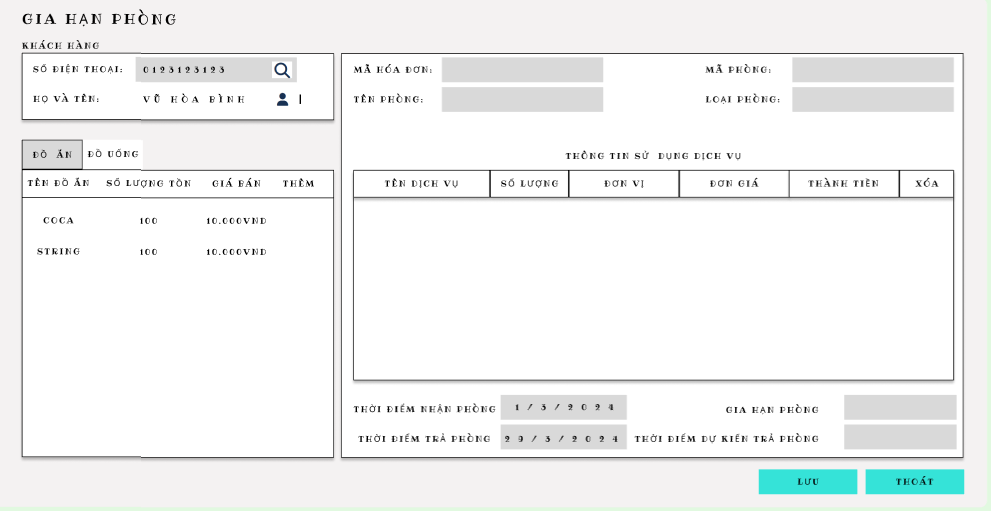 GIA HẠN PHÒNG
KHÁCH HÀNG
SỐ ĐIỆN THOẠI: 0123123123
HỌ VÀ TÊN: VŨ HÒA BÌNH
ĐỒ ĂN ĐỒ UỐNG
TÊN ĐỒ ĂN SỐ LƯỢNG TỒN GIÁ BÁN THÊM
COCA 100 10.000VND
STRING 100 10.000VND
MÃ HÓA ĐƠN: MÃ PHÒNG:
TÊN PHÒNG: LOẠI PHÒNG:
THÔNG TIN SỬ DỤNG DỊCH VỤ
TÊN DỊCH VỤ SỐ LƯỢNG ĐƠN VỊ ĐƠN GIÁ THÀNH TIỀN XÓA
THỜI ĐIỂM NHẬN PHÒNG 1/3/2024 GIA HẠN PHÒNG
THỜI ĐIỂM TRẢ PHÒNG 29/3/2024 THỜI ĐIỂM DỰ KIẾN TRẢ PHÒNG
LƯU THOÁT